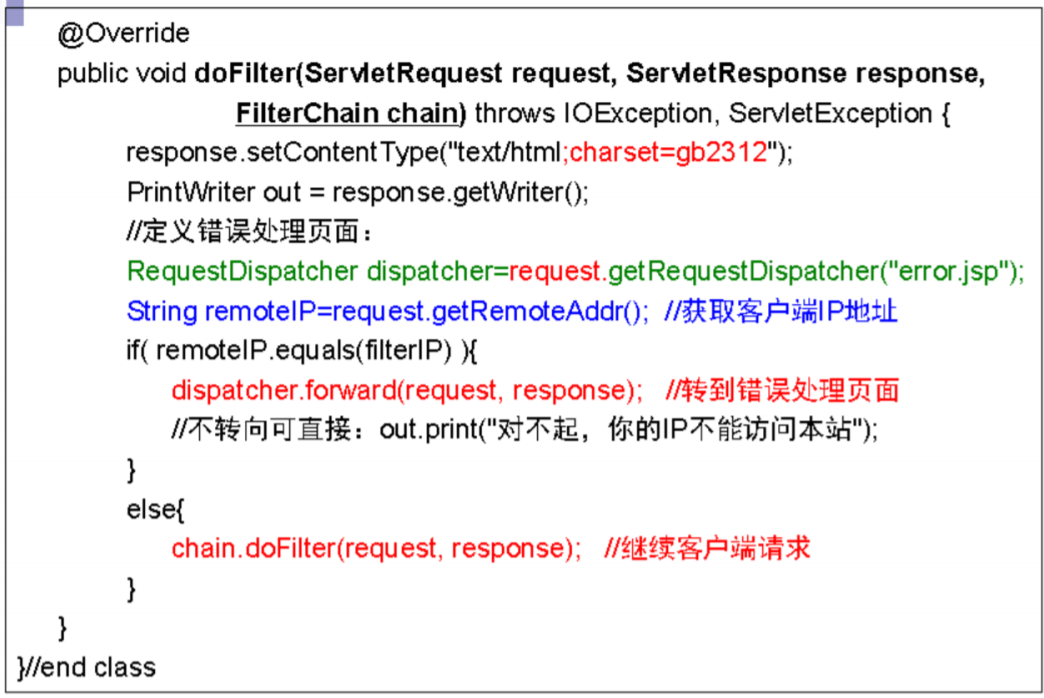 @Override
public void doFilter(ServletRequest request, ServletResponse response,
FilterChain chain) throws IOException, ServletException {
response.setContentType("text/html;charset=gb2312");
PrintWriter out = response.getWriter();
//定义错误处理页面：
RequestDispatcher dispatcher=request.getRequestDispatcher("error.jsp");
String remoteIP=request.getRemoteAddr(); //获取客户端IP地址
if( remoteIP.equals(filterIP) ){
dispatcher.forward(request, response); //转到错误处理页面
//不转向可直接：out.print("对不起，你的IP不能访问本站");
}
else{
chain.doFilter(request, response); //继续客户端请求
}
}
}//end class